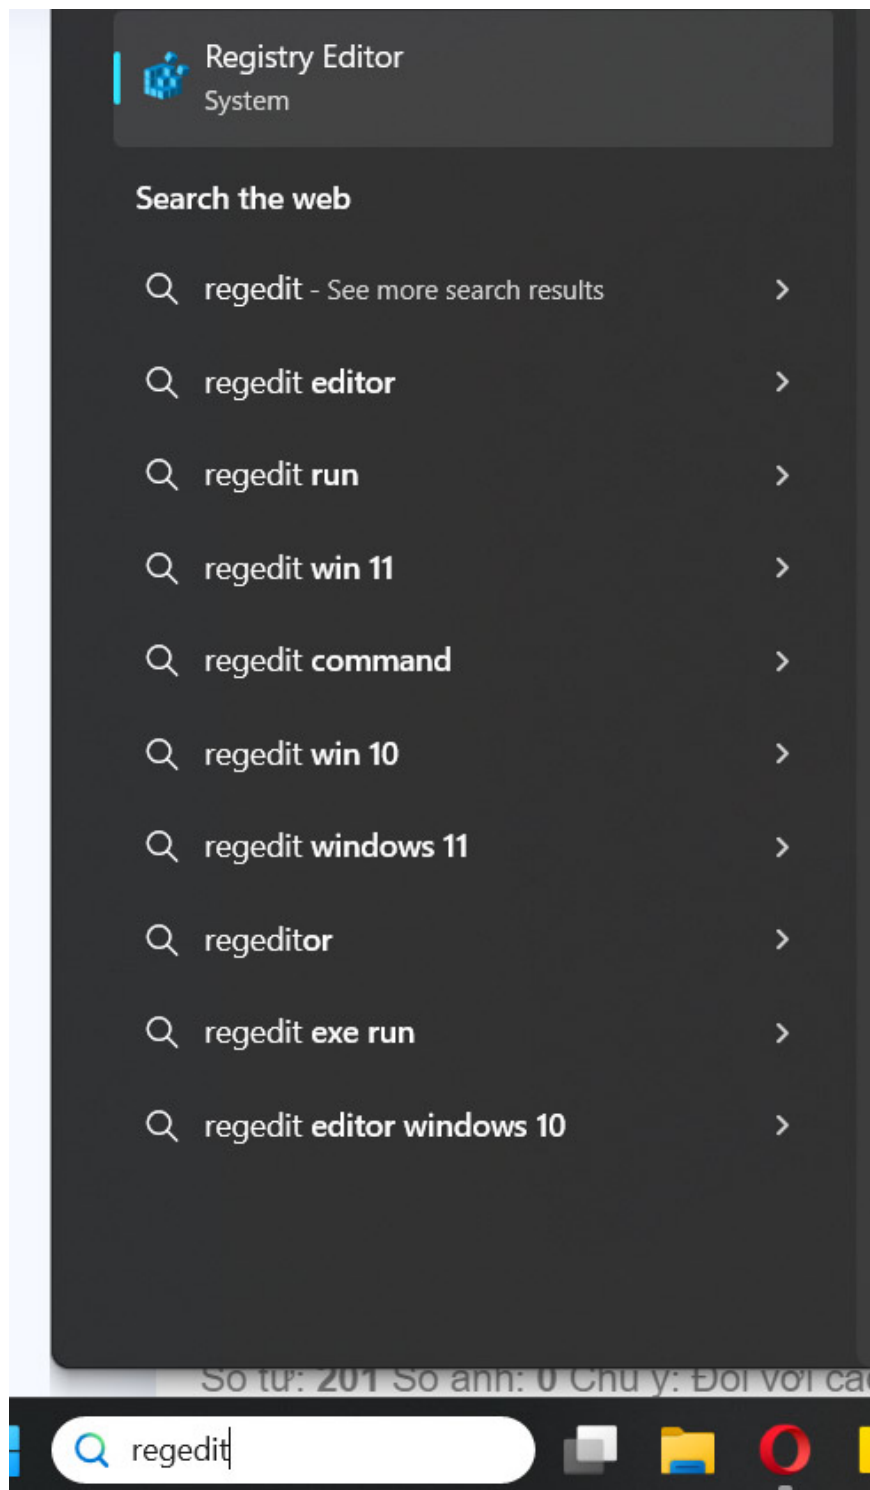 Registry Editor
System
Search the web
regedit - See more search results
regedit editor
regedit run
regedit win 11
regedit command
regedit win 10
regedit windows 11
regeditor
regedit exe run
regedit editor windows 10
Số từ: 201 Số ảnh: 0 Chú ý: Đối với các
regedit